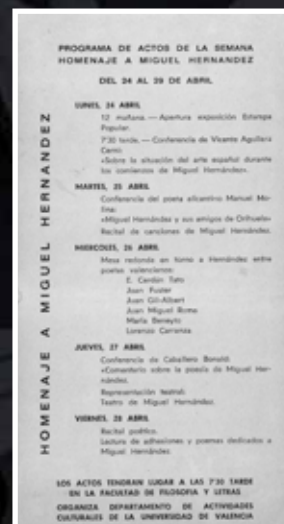 PROGRAMA DE ACTOS DE LA SEMANA
HOMENAJE A MIGUEL HERNANDEZ
DEL 24 AL 29 DE ABRIL
HOMENAJE A MIGUEL HERNANDEZ
LUNES, 24 ABRIL
12 mañana. — Apertura exposición Estampa
Popular.
7'30 tarde. — Conferencia de Vicente Aguilera
Cerni:
«Sobre la situación del arte español durante
los comienzos de Miguel Hernández».
MARTES, 25 ABRIL
Conferencia del poeta alicantino Manuel Mo-
lina:
«Miguel Hernández y sus amigos de Orihuela»
Recital de canciones de Miguel Hernández.
MIERCOLES, 26 ABRIL
Mesa redonda en torno a Hernández entre
poetas valencianos:
E. Cerdán Tato
Juan Fuster
Juan Gil-Albert
Joan Miguel Roma
María Beneyto
Lorenzo Carranza
JUEVES, 27 ABRIL
Conferencia de Caballero Bonald:
«Comentario sobre la poesía de Miguel Her-
nández.
Representación teatral:
Teatro de Miguel Hernández.
VIERNES, 28 ABRIL
Recital poético.
Lectura de adhesiones y poemas dedicados a
Miguel Hernández
LOS ACTOS TENDRAN LUGAR A LAS 7'30 TARDE
EN LA FACULTAD DE FILOSOFIA Y LETRAS
ORGANIZA DEPARTAMENTO DE ACTIVIDADES
CULTURALES DE LA UNIVERSIDAD DE VALENCIA